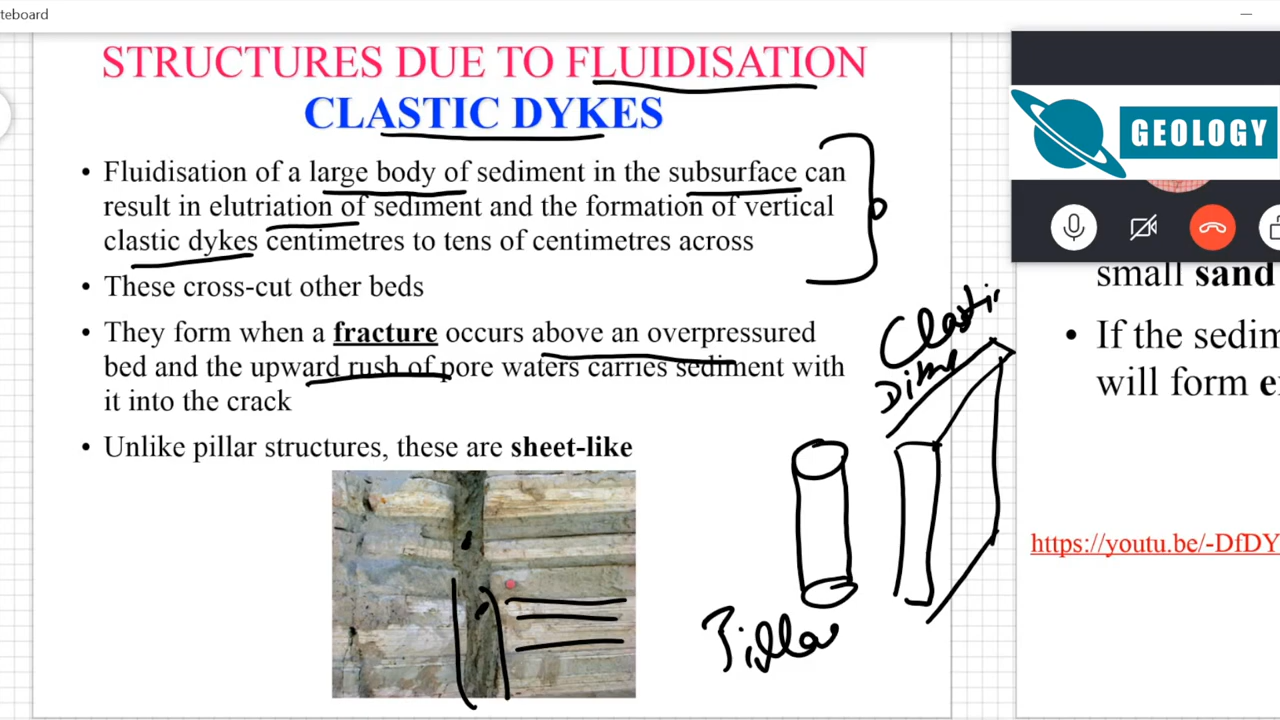 teboard
STRUCTURES DUE TO FLUIDISATION
CLASTIC DYKES
• Fluidisation of a large body of sediment in the subsurface can
result in elutriation of sediment and the formation of vertical
clastic dykes centimetres to tens of centimetres across
• These cross-cut other beds
• They form when a fracture occurs above an overpressured
bed and the upward rush of pore waters carries sediment with
it into the crack
• Unlike pillar structures, these are sheet-like
Clastic
Pillar
GEOLOGY
small sand
• If the sedim
will form e
https://youtu.be/-DfDY